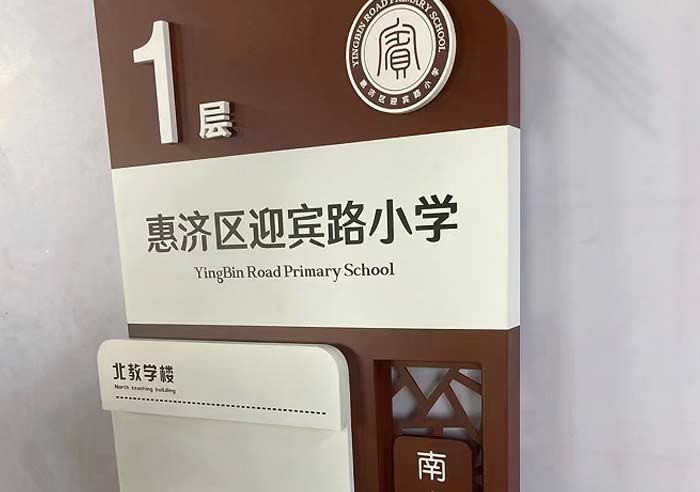 1层
YINGBIN ROAD PRIMARY SCHOOL
賓
惠济区迎宾路小学
惠济区迎宾路小学
YingBin Road Primary School
北教学楼
North teaching building
南